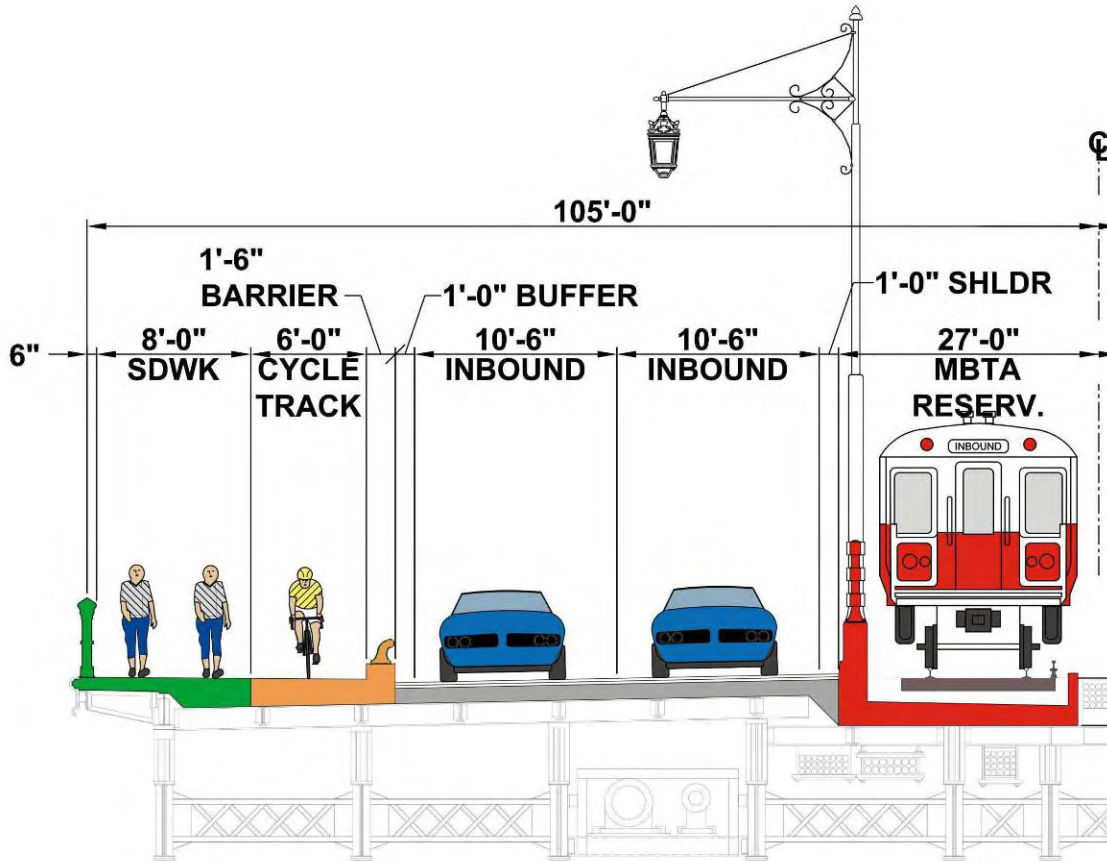 ℄
105'-0"
1'-6"
BARRIER
1'-0" BUFFER
1'-0" SHLDR
6"
8'-0"
SDWK
6'-0"
CYCLE
TRACK
10'-6"
INBOUND
10'-6"
INBOUND
27'-0"
MBTA
RESERV.
INBOUND